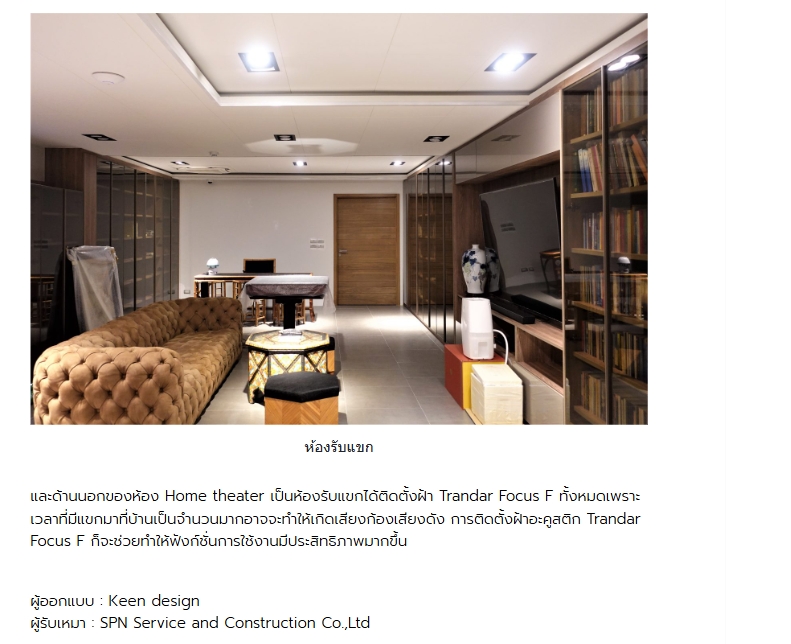 ห้องรับแขก
และด้านนอกของห้อง Home theater เป็นห้องรับแขกได้ติดตั้งฝ้า Trandar Focus F ทั้งหมดเพราะ
เวลาที่มีแขกมาที่บ้านเป็นจำนวนมากอาจจะทำให้เกิดเสียงก้องเสียงดัง การติดตั้งฝ้าอะคูสติก Trandar
Focus F ก็จะช่วยทำให้ฟังก์ชั่นการใช้งานมีประสิทธิภาพมากขึ้น
ผู้ออกแบบ : Keen design
ผู้รับเหมา : SPN Service and Construction Co.,Ltd